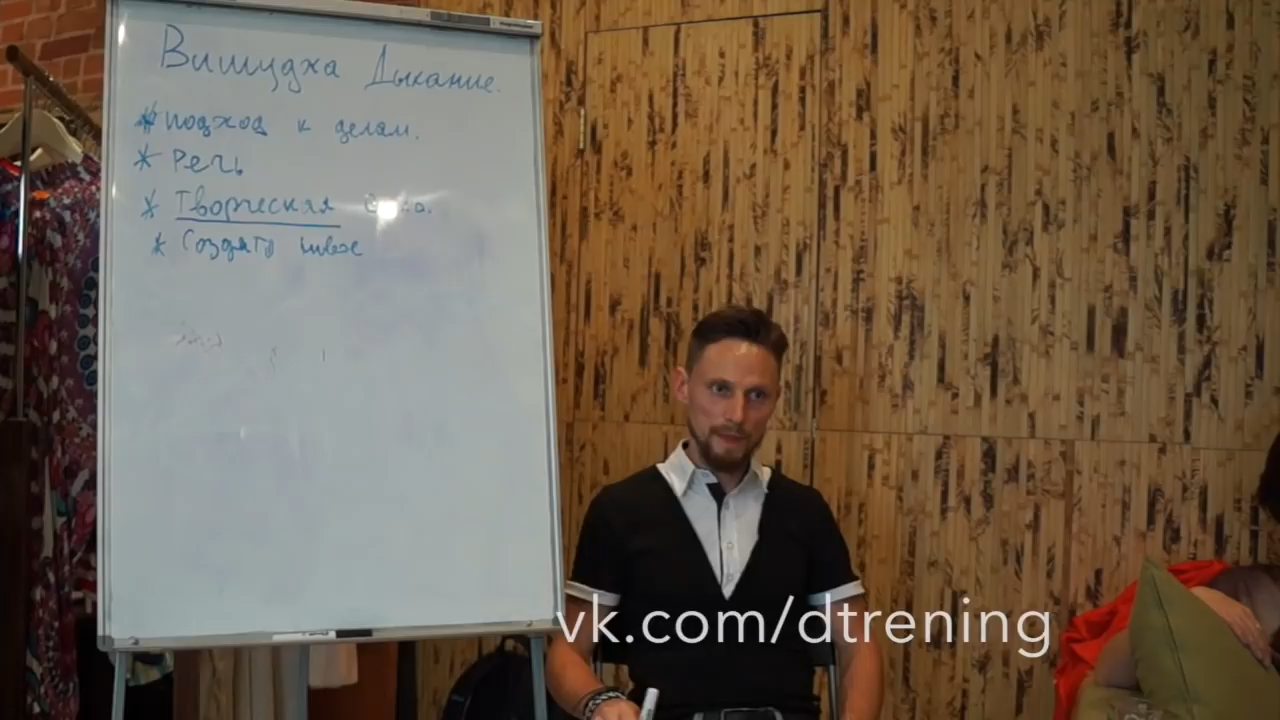 Вишудха Дыхание.
* подход к делам.
* Речь
* Творческая
* Создать
vk.com/dtrening